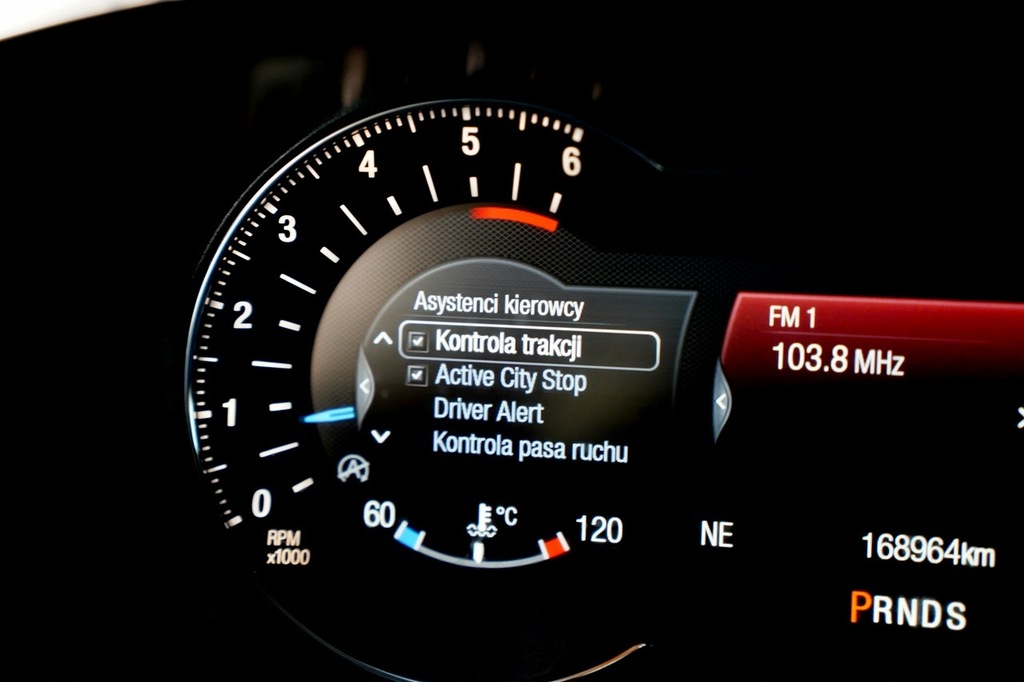 6
5
4
3
2
1
0
RPM
x1000
Asystenci kierowcy
Kontrola trakcji
Active City Stop
Driver Alert
Kontrola pasa ruchu
60
°C
120
FM 1
103.8 MHz
NE
168964km
PRNDS
A